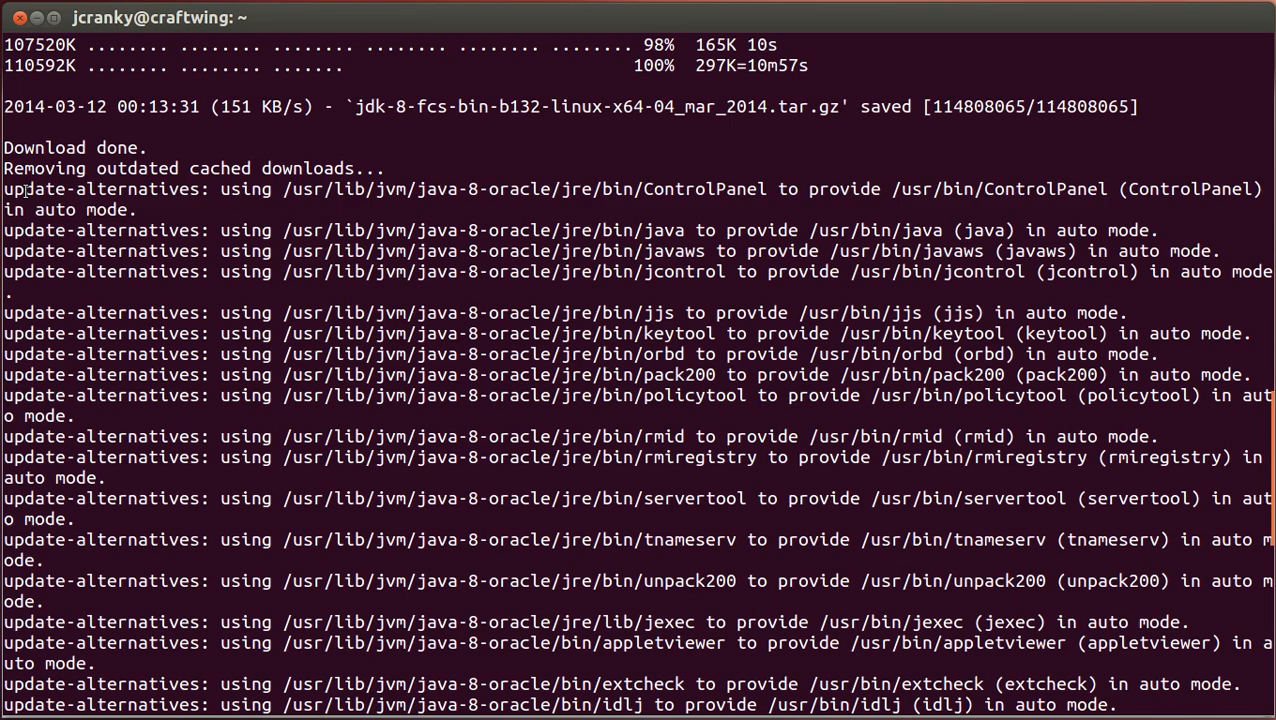 jcranky@craftwing: ~
107520K ........ ........ ........ ........ ........ ........ 98%  165K 10s
110592K ........ ........ .......                            100%  297K=10m57s
2014-03-12 00:13:31 (151 KB/s) - `jdk-8-fcs-bin-b132-linux-x64-04_mar_2014.tar.gz' saved [114808065/114808065]
Download done.
Removing outdated cached downloads...
update-alternatives: using /usr/lib/jvm/java-8-oracle/jre/bin/ControlPanel to provide /usr/bin/ControlPanel (ControlPanel)
in auto mode.
update-alternatives: using /usr/lib/jvm/java-8-oracle/jre/bin/java to provide /usr/bin/java (java) in auto mode.
update-alternatives: using /usr/lib/jvm/java-8-oracle/jre/bin/javaws to provide /usr/bin/javaws (javaws) in auto mode.
update-alternatives: using /usr/lib/jvm/java-8-oracle/jre/bin/jcontrol to provide /usr/bin/jcontrol (jcontrol) in auto mode
.
update-alternatives: using /usr/lib/jvm/java-8-oracle/jre/bin/jjs to provide /usr/bin/jjs (jjs) in auto mode.
update-alternatives: using /usr/lib/jvm/java-8-oracle/jre/bin/keytool to provide /usr/bin/keytool (keytool) in auto mode.
update-alternatives: using /usr/lib/jvm/java-8-oracle/jre/bin/orbd to provide /usr/bin/orbd (orbd) in auto mode.
update-alternatives: using /usr/lib/jvm/java-8-oracle/jre/bin/pack200 to provide /usr/bin/pack200 (pack200) in auto mode.
update-alternatives: using /usr/lib/jvm/java-8-oracle/jre/bin/policytool to provide /usr/bin/policytool (policytool) in aut
o mode.
update-alternatives: using /usr/lib/jvm/java-8-oracle/jre/bin/rmid to provide /usr/bin/rmid (rmid) in auto mode.
update-alternatives: using /usr/lib/jvm/java-8-oracle/jre/bin/rmiregistry to provide /usr/bin/rmiregistry (rmiregistry) in
auto mode.
update-alternatives: using /usr/lib/jvm/java-8-oracle/jre/bin/servertool to provide /usr/bin/servertool (servertool) in aut
o mode.
update-alternatives: using /usr/lib/jvm/java-8-oracle/jre/bin/tnameserv to provide /usr/bin/tnameserv (tnameserv) in auto m
ode.
update-alternatives: using /usr/lib/jvm/java-8-oracle/jre/bin/unpack200 to provide /usr/bin/unpack200 (unpack200) in auto m
ode.
update-alternatives: using /usr/lib/jvm/java-8-oracle/jre/lib/jexec to provide /usr/bin/jexec (jexec) in auto mode.
update-alternatives: using /usr/lib/jvm/java-8-oracle/bin/appletviewer to provide /usr/bin/appletviewer (appletviewer) in a
uto mode.
update-alternatives: using /usr/lib/jvm/java-8-oracle/bin/extcheck to provide /usr/bin/extcheck (extcheck) in auto mode.
update-alternatives: using /usr/lib/jvm/java-8-oracle/bin/idlj to provide /usr/bin/idlj (idlj) in auto mode.